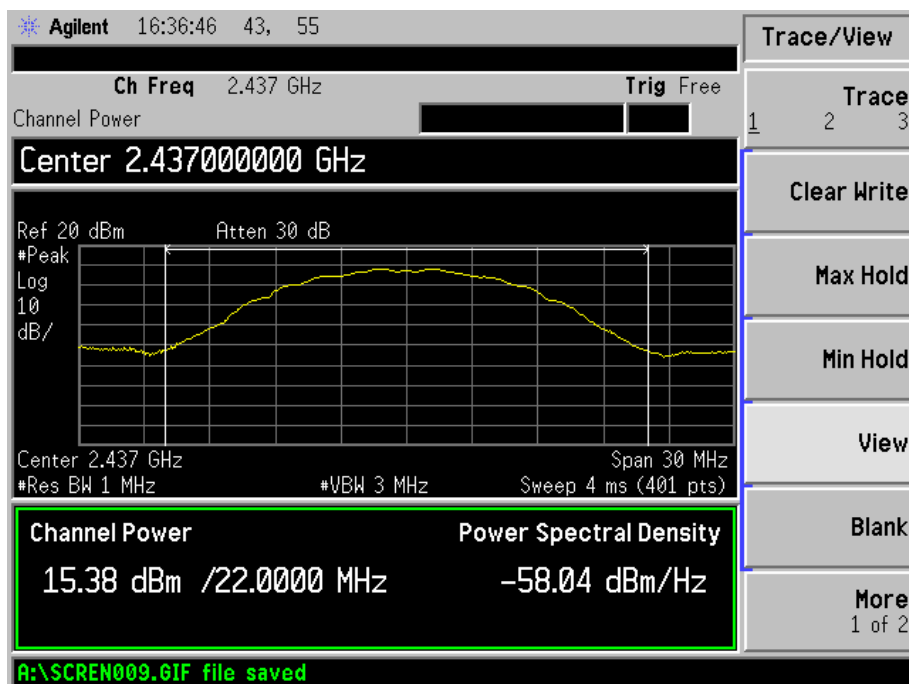 Agilent 16:36:46 43, 55
Trace/View
Ch Freq 2.437 GHz Trig Free
Channel Power
Trace
1 2 3
Center 2.437000000 GHz
Clear Write
Ref 20 dBm Atten 30 dB
#Peak
Log
10
dB/
Max Hold
Min Hold
View
Center 2.437 GHz Span 30 MHz
#Res BW 1 MHz #VBW 3 MHz Sweep 4 ms (401 pts)
Channel Power Power Spectral Density
Blank
15.38 dBm /22.0000 MHz -58.04 dBm/Hz
More
1 of 2
A:\SCREN009.GIF file saved